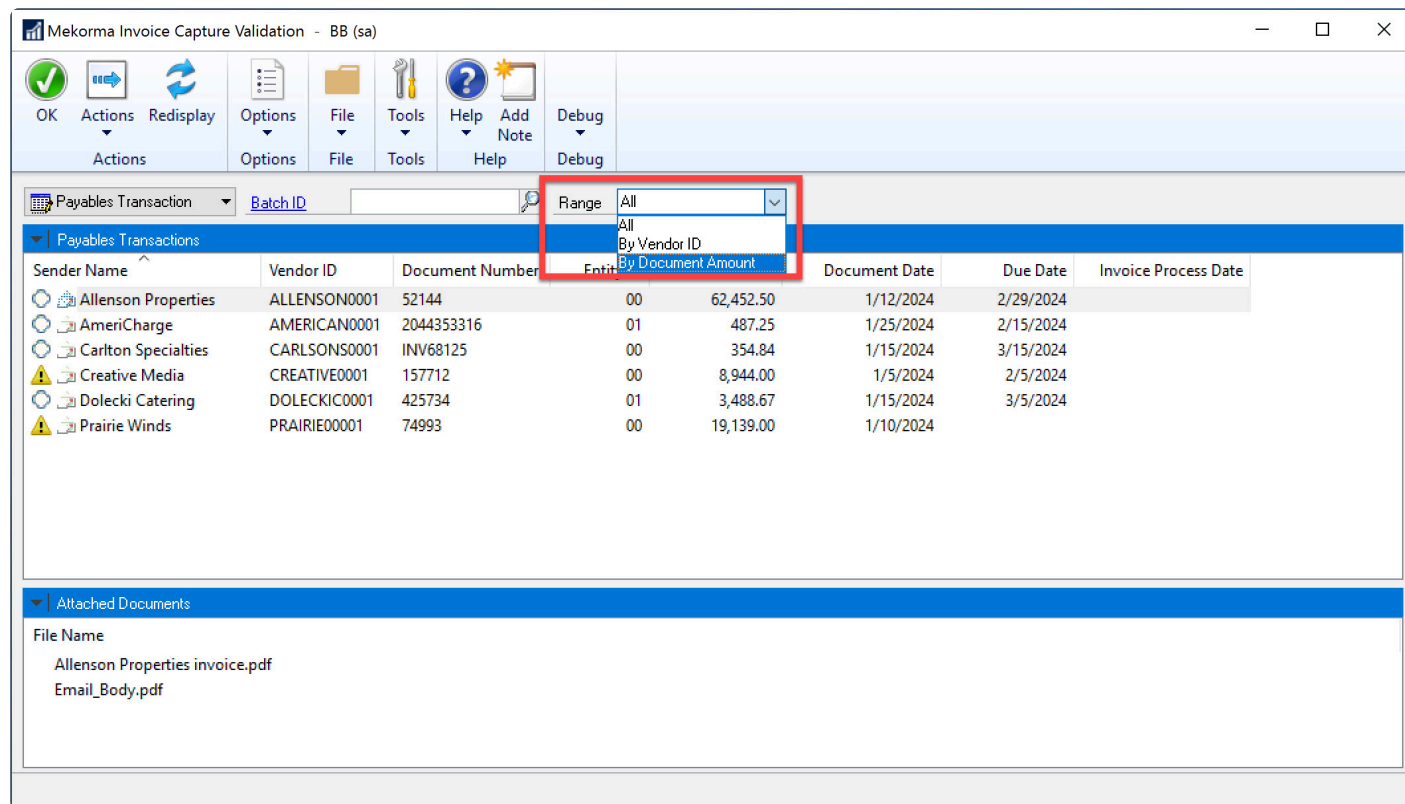 Mekorma Invoice Capture Validation - BB (sa)
OK Actions Redisplay Options File Tools Help Add Note Debug
Actions Options File Tools Help Debug
Payables Transaction Batch ID Range All
All
By Vendor ID
By Document Amount
Payables Transactions
Sender Name Vendor ID Document Number Document Date Due Date Invoice Process Date
Allenson Properties ALLENSON0001 52144 00 62,452.50 1/12/2024 2/29/2024
AmeriCharge AMERICAN0001 2044353316 01 487.25 1/25/2024 2/15/2024
Carlton Specialties CARLSONS0001 INV68125 00 354.84 1/15/2024 3/15/2024
Creative Media CREATIVE0001 157712 00 8,944.00 1/5/2024 2/5/2024
Dolecki Catering DOLECKIC0001 425734 01 3,488.67 1/15/2024 3/5/2024
Prairie Winds PRAIRIE00001 74993 00 19,139.00 1/10/2024
Attached Documents
File Name
Allenson Properties invoice.pdf
Email_Body.pdf